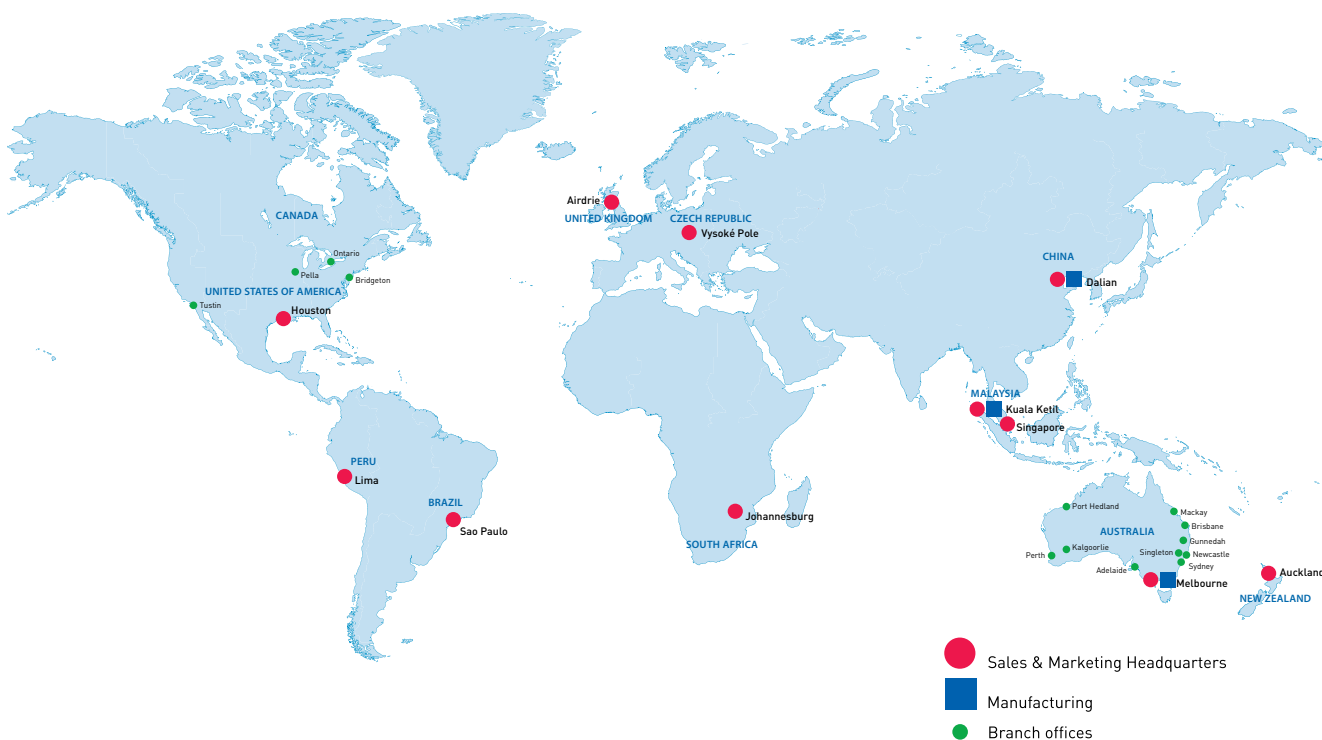 Airdrie
UNITED KINGDOM
CZECH REPUBLIC
Vysoké Pole
CANADA
Ontario
Pella
Bridgeton
UNITED STATES OF AMERICA
Tustin
Houston
CHINA
Dalian
MALAYSIA
Kuala Ketil
Singapore
PERU
Lima
BRAZIL
Sao Paulo
Johannesburg
SOUTH AFRICA
Port Hedland
Mackay
Brisbane
AUSTRALIA
Gunnedah
Kalgoorlie
Perth
Singleton
Newcastle
Sydney
Adelaide
Melbourne
Auckland
NEW ZEALAND
Sales & Marketing Headquarters
Manufacturing
Branch offices